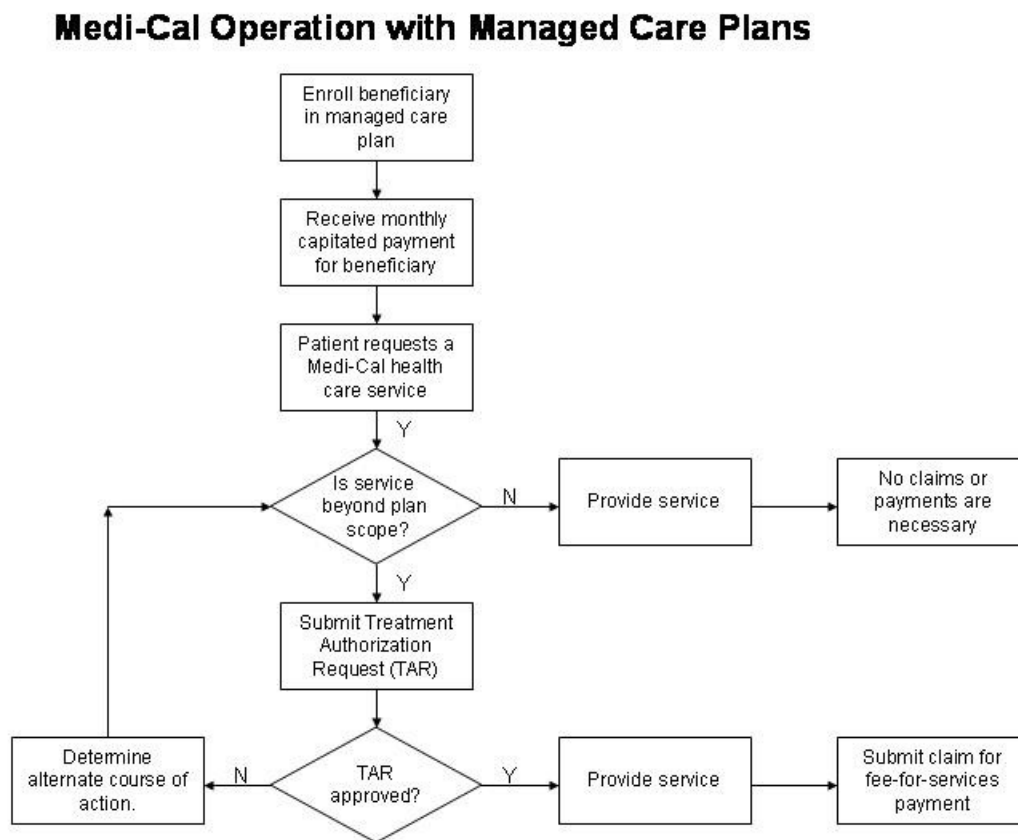 Medi-Cal Operation with Managed Care Plans
Enroll beneficiary
in managed care
plan
Receive monthly
capitated payment
for beneficiary
Patient requests a
Medi-Cal health
care service
Y
Is service
beyond plan
scope?
N
Provide service
No claims or
payments are
necessary
Y
Submit Treatment
Authorization
Request (TAR)
Determine
alternate course of
action.
N
TAR
approved?
Y
Provide service
Submit claim for
fee-for-services
payment